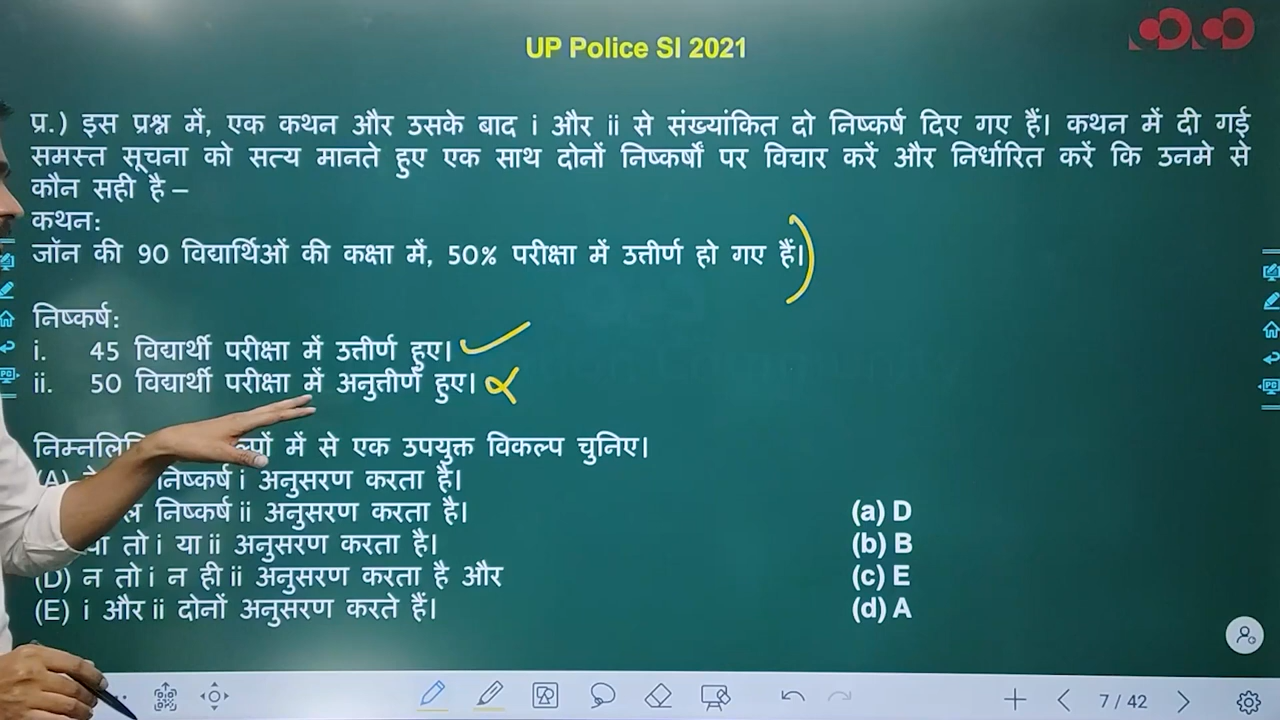 UP Police SI 2021
प्र.) इस प्रश्न में, एक कथन और उसके बाद i और ii से संख्यांकित दो निष्कर्ष दिए गए हैं। कथन में दी गई
समस्त सूचना को सत्य मानते हुए एक साथ दोनों निष्कर्षों पर विचार करें और निर्धारित करें कि उनमे से
कौन सही है –
कथन:
जॉन की 90 विद्यार्थिओं की कक्षा में, 50% परीक्षा में उत्तीर्ण हो गए हैं।
निष्कर्ष:
i. 45 विद्यार्थी परीक्षा में उत्तीर्ण हुए।
ii. 50 विद्यार्थी परीक्षा में अनुत्तीर्ण हुए।
में से एक उपयुक्त विकल्प चुनिए।
(A) निष्कर्ष i अनुसरण करता है।
निष्कर्ष ii अनुसरण करता है।
(a) D
तो i या ii अनुसरण करता है।
(b) B
(D) न तो i न ही ii अनुसरण करता है और
(c) E
(E) i और ii दोनों अनुसरण करते हैं।
(d) A
7 / 42